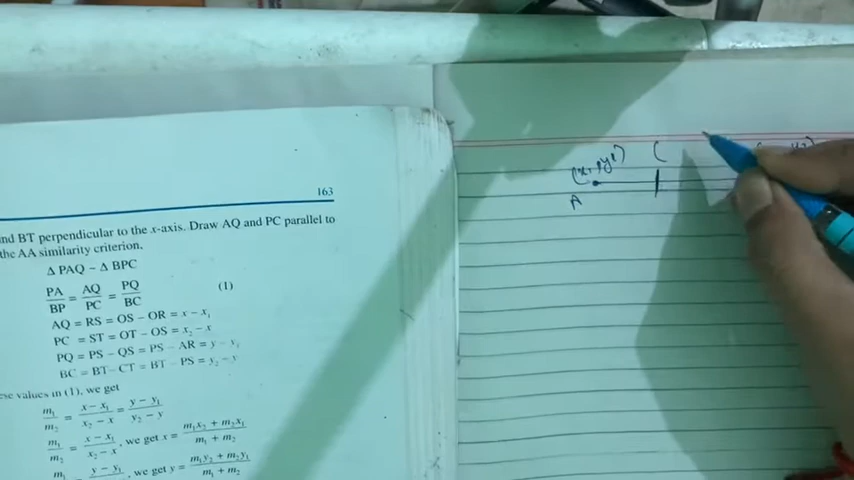 163
nd BT perpendicular to the x-axis. Draw AQ and PC parallel to
the AA similarity criterion,
Δ PAQ ~ Δ BPC
PA/BP = AQ/PC = PQ/BC (1)
AQ = RS = OS – OR = x – x₁
PC = ST = OT – OS = x₂ – x
PQ = PS – QS = PS – AR = y – y₁
BC = BT – CT = BT – PS = y₂ – y
ese values in (1), we get
m₁/m₂ = x – x₁/x₂ – x = y – y₁/y₂ – y
m₁/m₂ = x – x₁/x₂ – x, we get x = m₁x₂ + m₂x₁/m₁ + m₂
m₁ = y – y₁, we get y = m₁y₂ + m₂y₁/m₁ + m₂
(x₁, y₁) (
A